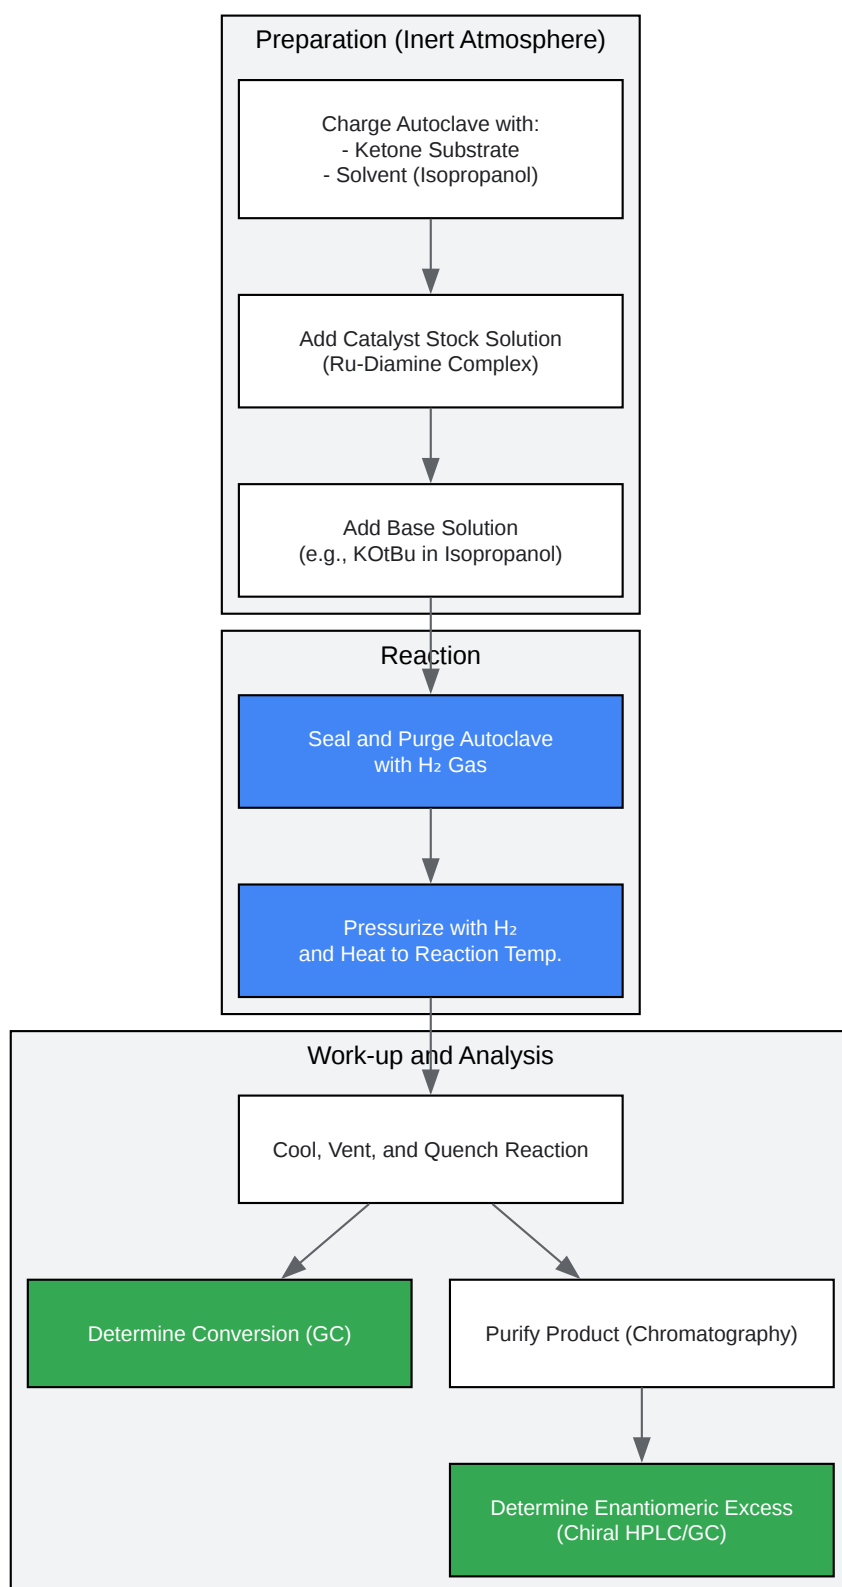 Preparation (Inert Atmosphere)
Charge Autoclave with:
- Ketone Substrate
- Solvent (Isopropanol)
Add Catalyst Stock Solution
(Ru-Diamine Complex)
Add Base Solution
(e.g., KOtBu in Isopropanol)
Reaction
Seal and Purge Autoclave
with H₂ Gas
Pressurize with H₂
and Heat to Reaction Temp.
Work-up and Analysis
Cool, Vent, and Quench Reaction
Determine Conversion (GC)
Purify Product (Chromatography)
Determine Enantiomeric Excess
(Chiral HPLC/GC)